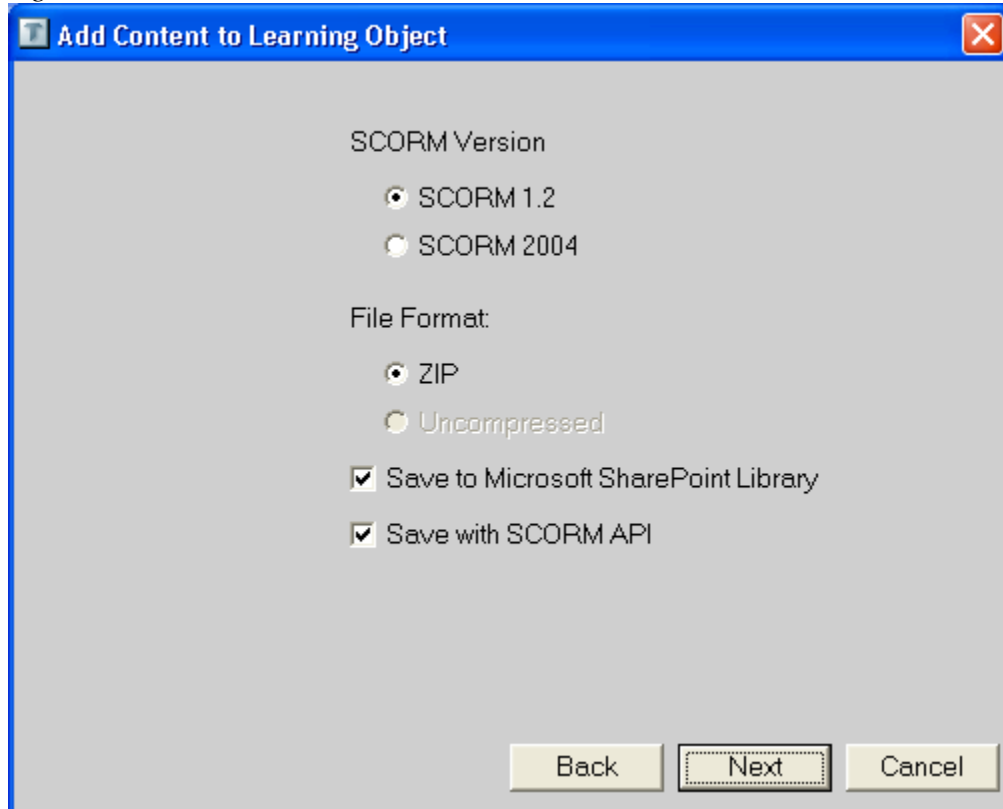 Add Content to Learning Object
SCORM Version
SCORM 1.2
SCORM 2004
File Format:
ZIP
Uncompressed
Save to Microsoft SharePoint Library
Save with SCORM API
Back Next Cancel